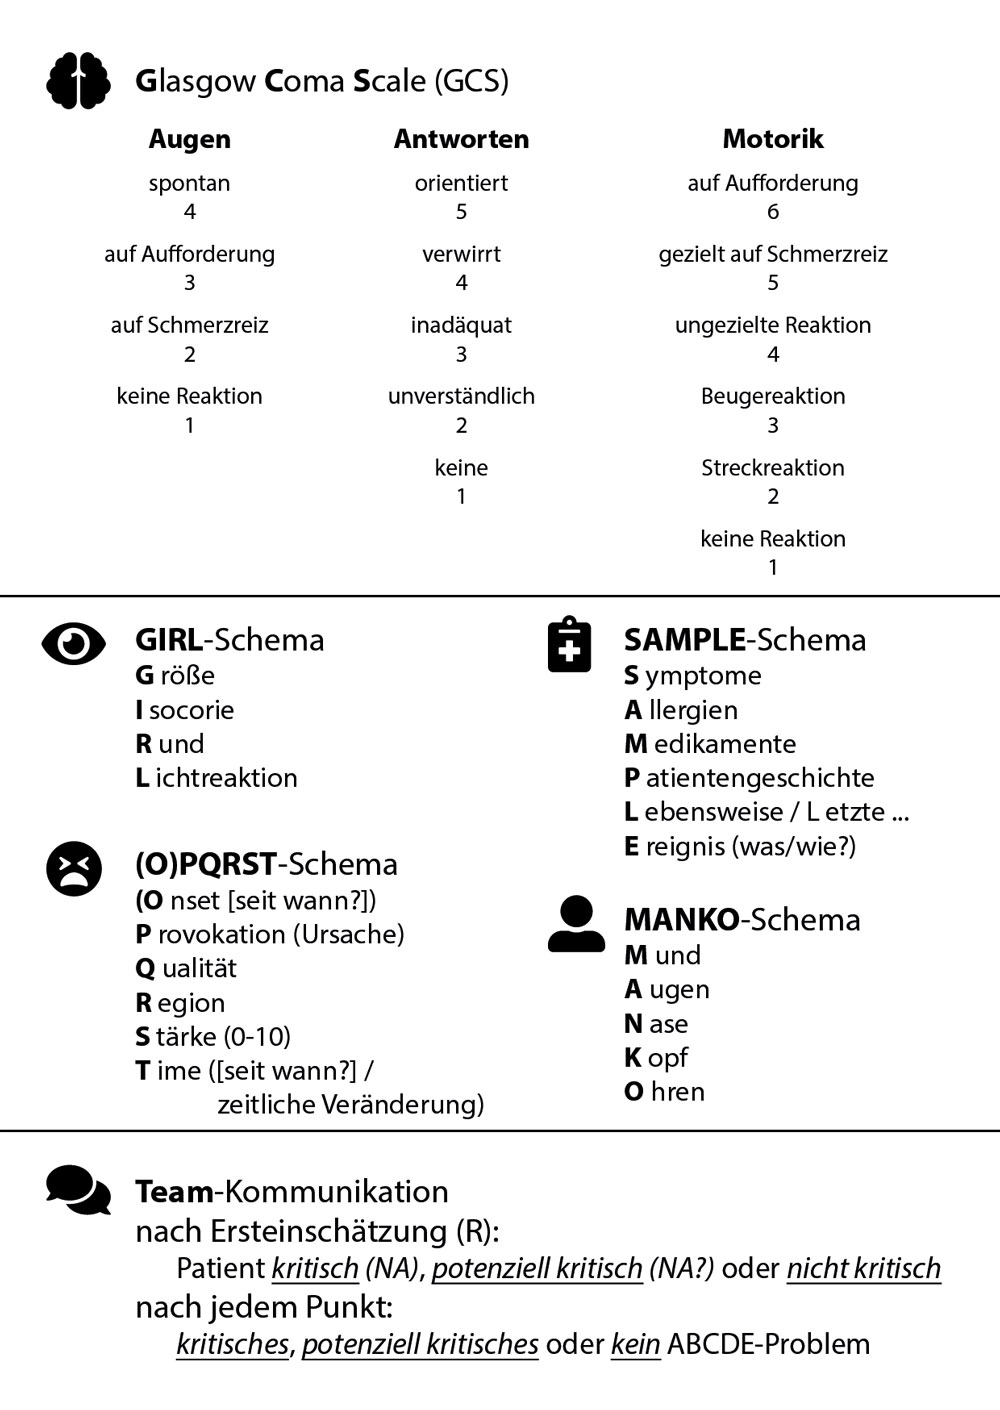 Glasgow Coma Scale (GCS)
Augen
spontan
4
auf Aufforderung
3
auf Schmerzreiz
2
keine Reaktion
1
Antworten
orientiert
5
verwirrt
4
inadäquat
3
unverständlich
2
keine
1
Motorik
auf Aufforderung
6
gezielt auf Schmerzreiz
5
ungezielte Reaktion
4
Beugereaktion
3
Streckreaktion
2
keine Reaktion
1
GIRL-Schema
G röße
I socorie
R und
L ichtreaktion
(O)PQRST-Schema
(O nset [seit wann?])
P rovokation (Ursache)
Q ualität
R egion
S tärke (0-10)
T ime ([seit wann?] /
zeitliche Veränderung)
SAMPLE-Schema
S ymptome
A llergien
M edikamente
P atientengeschichte
L ebensweise / L etzte ...
E reignis (was/wie?)
MANKO-Schema
M und
A ugen
N ase
K opf
O hren
Team-Kommunikation
nach Ersteinschätzung (R):
Patient kritisch (NA), potenziell kritisch (NA?) oder nicht kritisch
nach jedem Punkt:
kritisches, potenziell kritisches oder kein ABCDE-Problem